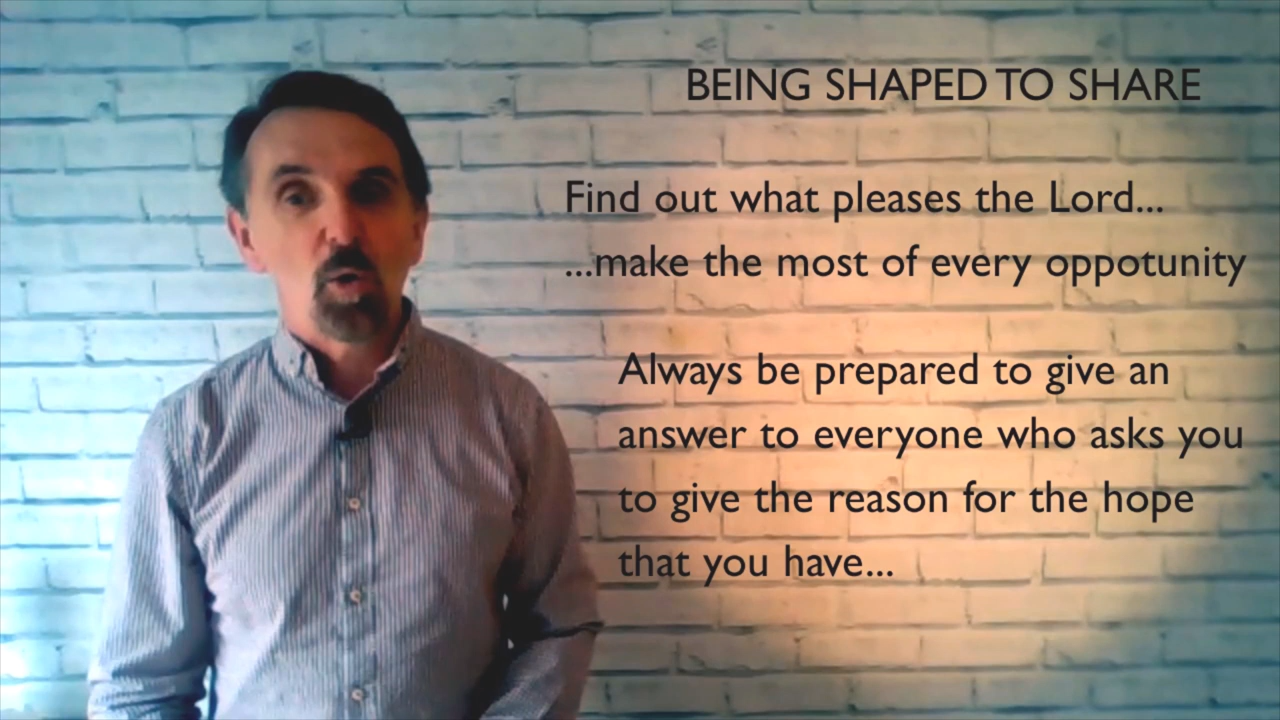 BEING SHAPED TO SHARE
Find out what pleases the Lord...
...make the most of every oppotunity
Always be prepared to give an
answer to everyone who asks you
to give the reason for the hope
that you have...